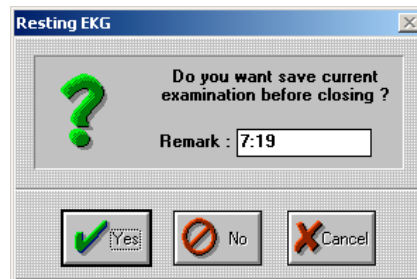 Resting EKG
Do you want save current
examination before closing ?
Remark : 7:19
Yes
No
Cancel